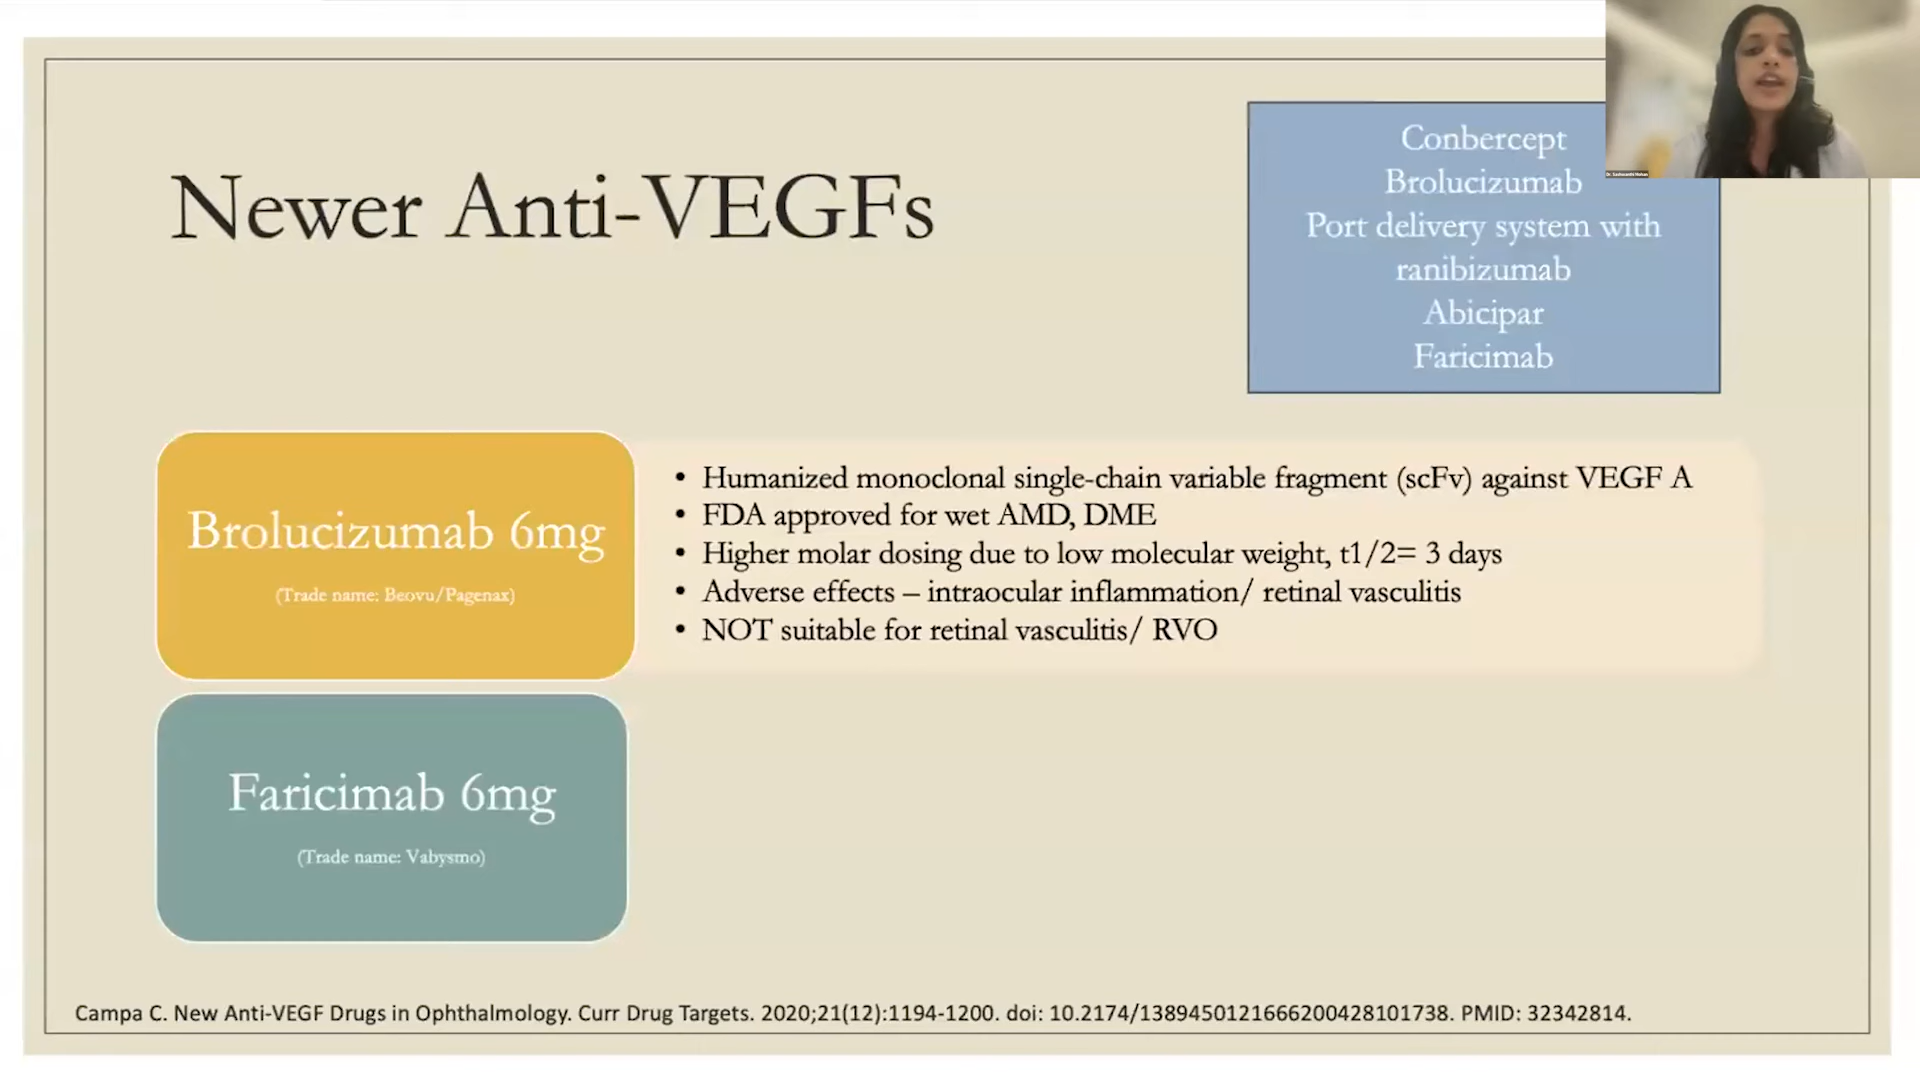 Newer Anti-VEGFs
Conbercept
Brolucizumab
Port delivery system with
ranibizumab
Abicipar
Faricimab
Brolucizumab 6mg
(Trade name: Beovu/Pagenax)
• Humanized monoclonal single-chain variable fragment (scFv) against VEGF A
• FDA approved for wet AMD, DME
• Higher molar dosing due to low molecular weight, t1/2= 3 days
• Adverse effects – intraocular inflammation/ retinal vasculitis
• NOT suitable for retinal vasculitis/ RVO
Faricimab 6mg
(Trade name: Vabysmo)
Campa C. New Anti-VEGF Drugs in Ophthalmology. Curr Drug Targets. 2020;21(12):1194-1200. doi: 10.2174/1389450121666200428101738. PMID: 32342814.